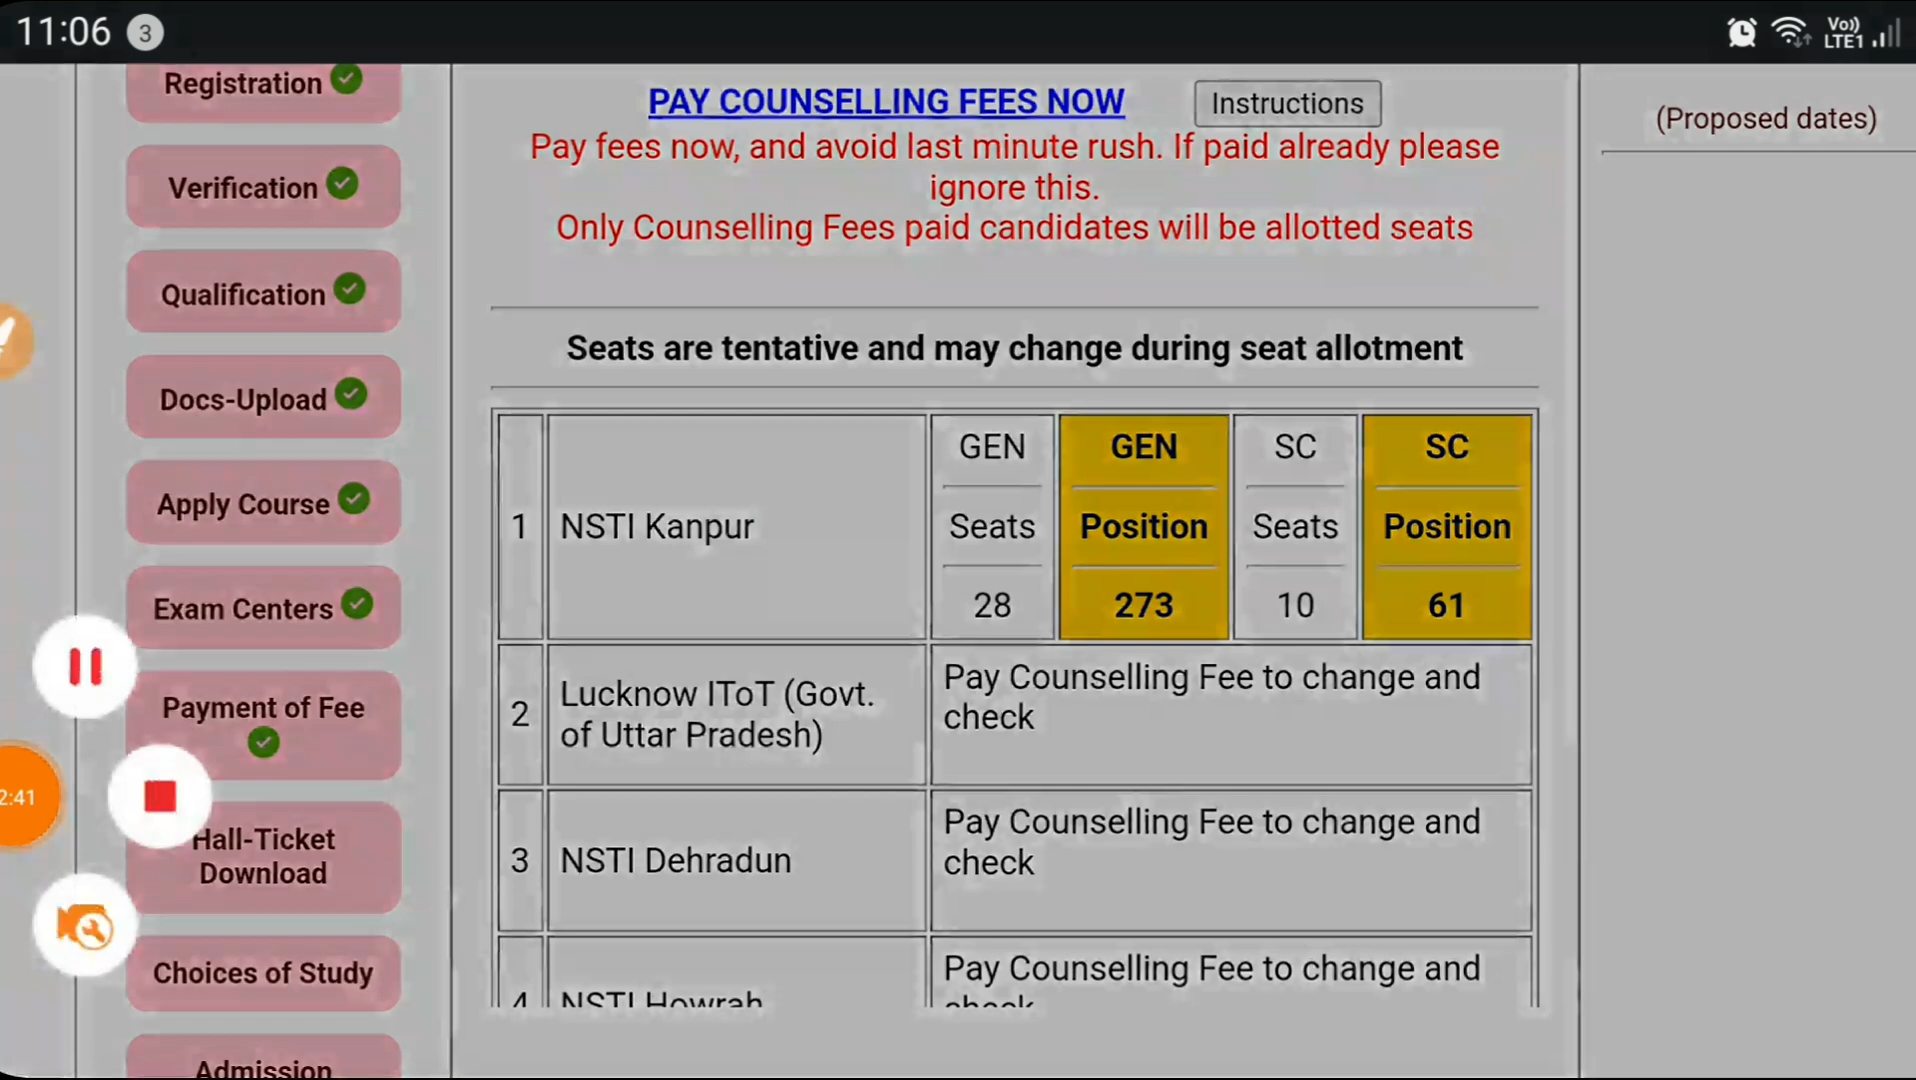 11:06 3
Vo))
LTE1
Registration
Verification
Qualification
Docs-Upload
Apply Course
Exam Centers
Payment of Fee
2:41
Hall-Ticket
Download
Choices of Study
Admission
PAY COUNSELLING FEES NOW
Instructions
Pay fees now, and avoid last minute rush. If paid already please
ignore this.
Only Counselling Fees paid candidates will be allotted seats
Seats are tentative and may change during seat allotment
1 NSTI Kanpur
GEN GEN SC SC
Seats Position Seats Position
28 273 10 61
2 Lucknow IToT (Govt.
of Uttar Pradesh)
Pay Counselling Fee to change and
check
3 NSTI Dehradun
Pay Counselling Fee to change and
check
4 NSTI Howrah
Pay Counselling Fee to change and
check
(Proposed dates)